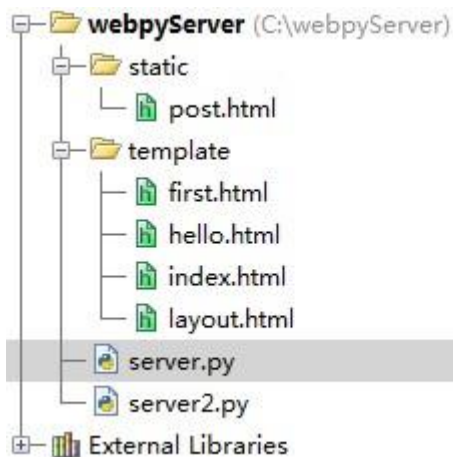 webpyServer (C:\webpyServer)
static
post.html
template
first.html
hello.html
index.html
layout.html
server.py
server2.py
External Libraries